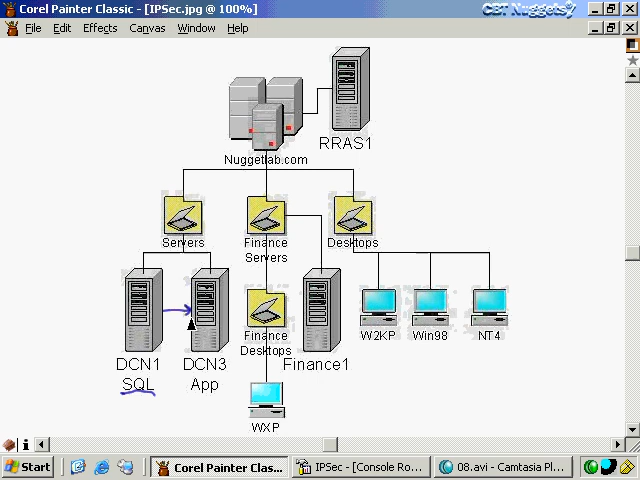 Corel Painter Classic - [IPSec.jpg @ 100%]
CBT Nuggets
File Edit Effects Canvas Window Help
RRAS1
Nuggetlab.com
Servers
Finance Servers
Desktops
W2KP
Win98
NT4
DCN1
SQL
DCN3
App
Finance Desktops
Finance1
WXP
Start
Corel Painter Clas...
IPSec - [Console Ro...
08.avi - Camtasia Pl...